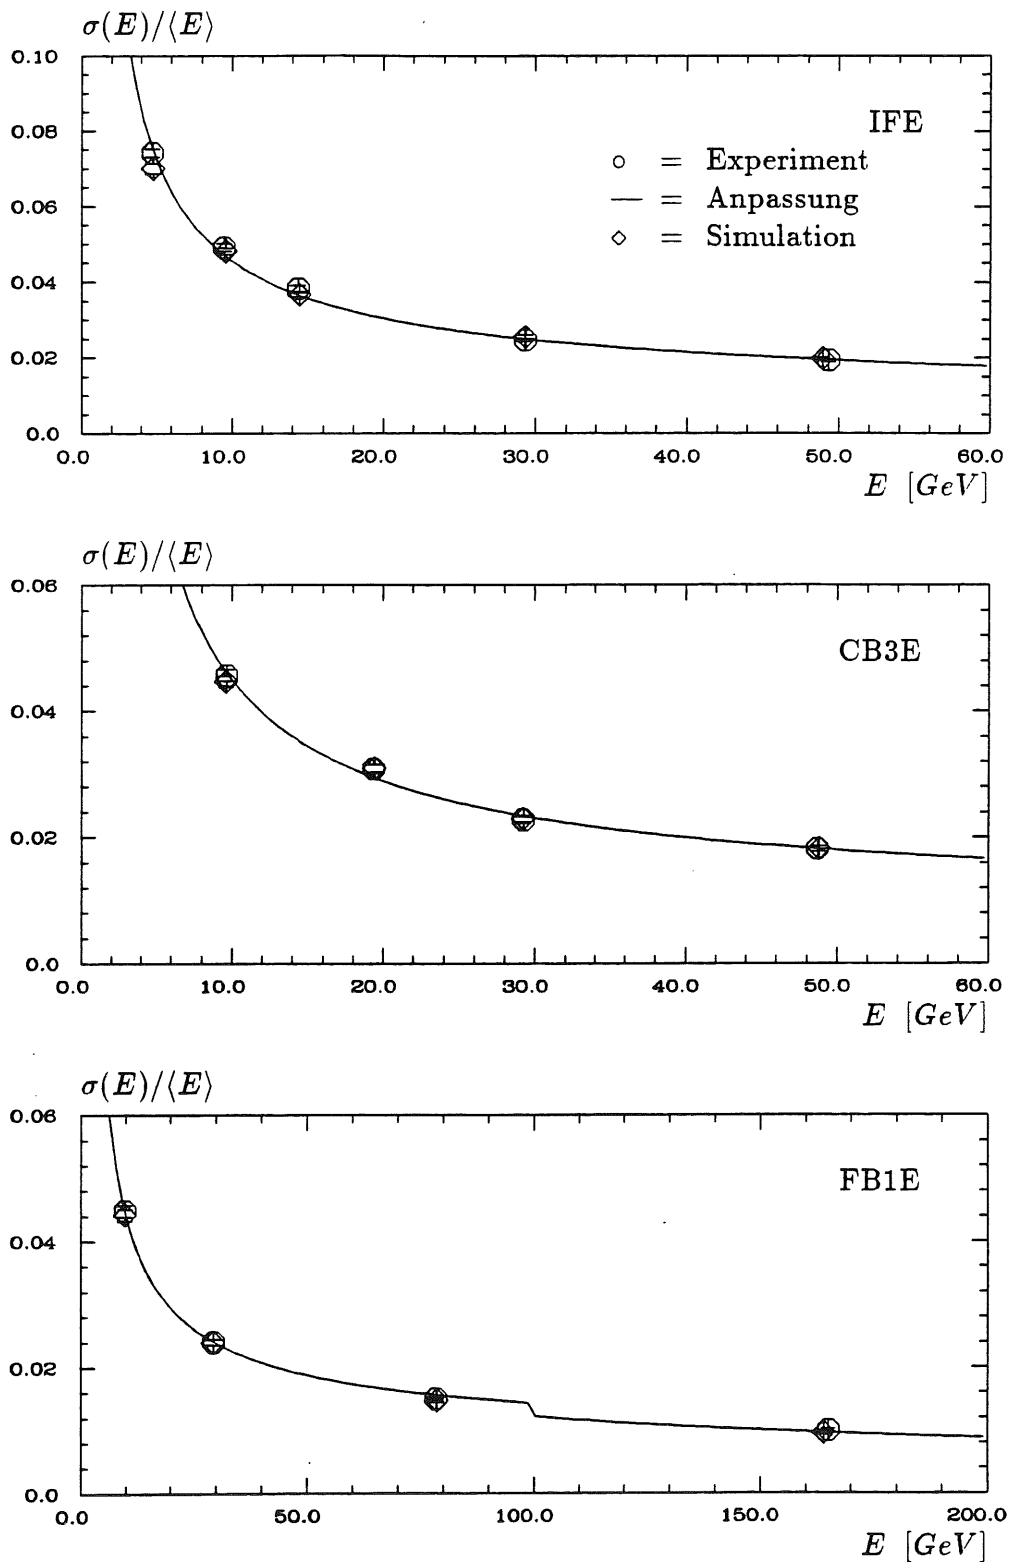 σ(E)/⟨E⟩
0.10
IFE
0.08
○ = Experiment
— = Anpassung
0.06
◇ = Simulation
0.04
0.02
0.0
0.0 10.0 20.0 30.0 40.0 50.0 60.0
E [GeV]
σ(E)/⟨E⟩
0.06
CB3E
0.04
0.02
0.0
0.0 10.0 20.0 30.0 40.0 50.0 60.0
E [GeV]
σ(E)/⟨E⟩
0.06
FB1E
0.04
0.02
0.0
0.0 50.0 100.0 150.0 200.0
E [GeV]